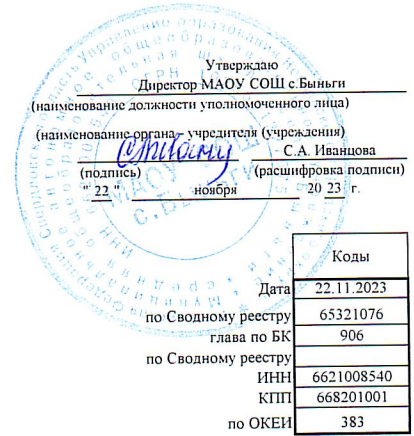 Утверждаю
Директор МАОУ СОШ с.Быньги
(наименование должности уполномоченного лица)
(наименование органа - учредителя (учреждения)
С.А. Иванцова
(подпись) (расшифровка подписи)
" 22 " ноября 20 23 г.
Коды
Дата 22.11.2023
по Сводному реестру 65321076
глава по БК 906
по Сводному реестру
ИНН 6621008540
КПП 668201001
по ОКЕИ 383